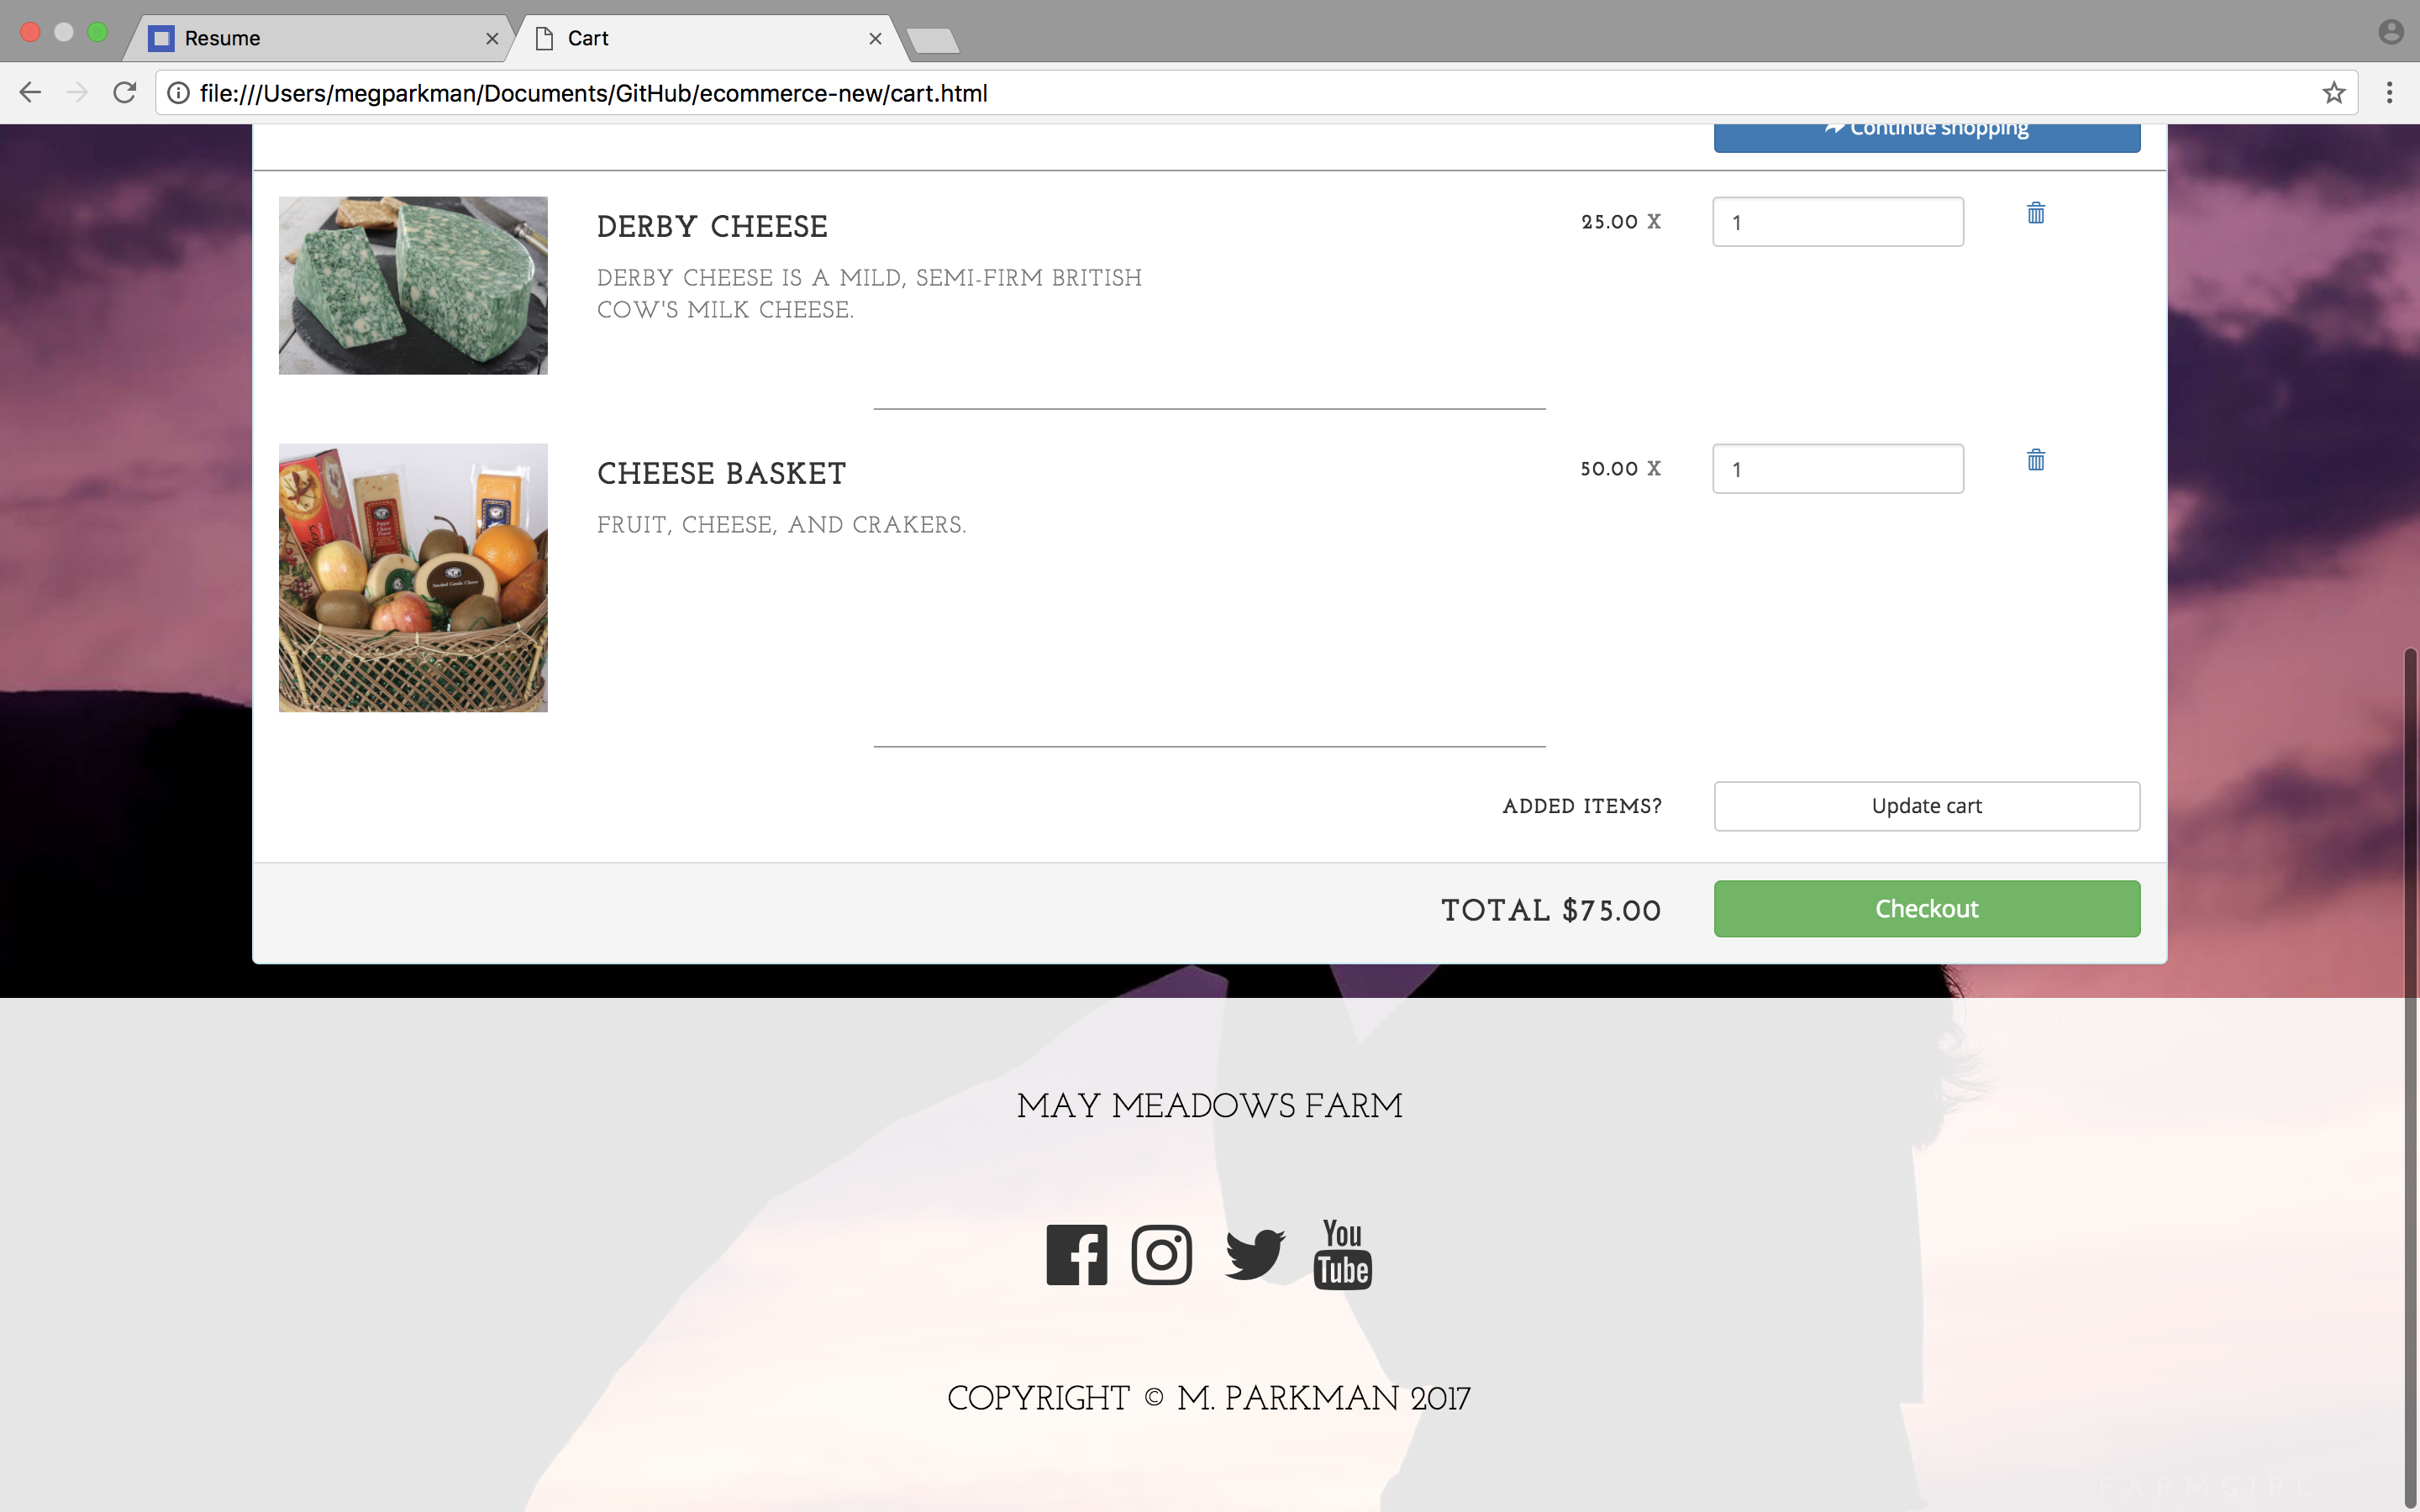 Resume
Cart
file:///Users/megparkman/Documents/GitHub/ecommerce-new/cart.html
Continue shopping
DERBY CHEESE
25.00 X
1
DERBY CHEESE IS A MILD, SEMI-FIRM BRITISH
COW'S MILK CHEESE.
CHEESE BASKET
50.00 X
1
FRUIT, CHEESE, AND CRAKERS.
ADDED ITEMS?
Update cart
TOTAL $75.00
Checkout
MAY MEADOWS FARM
You
Tube
COPYRIGHT © M. PARKMAN 2017
FARMGIRL